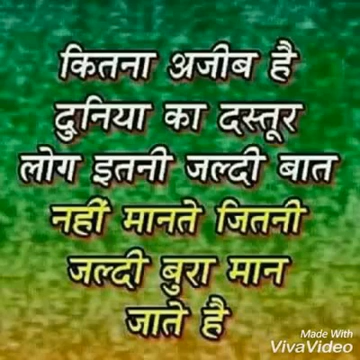 कितना अजीब है
दुनिया का दस्तूर
लोग इतनी जल्दी बात
नहीं मानते जितनी
जल्दी बुरा मान
जाते है
Made With
VivaVideo